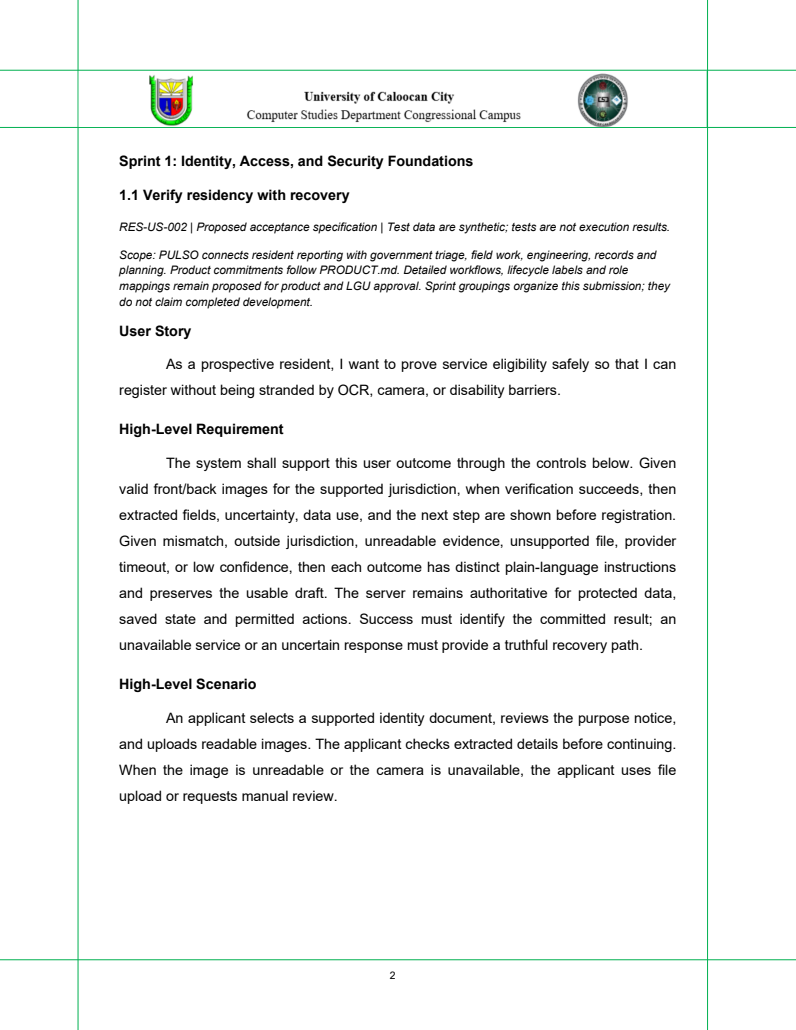 University of Caloocan City
Computer Studies Department Congressional Campus
Sprint 1: Identity, Access, and Security Foundations
1.1 Verify residency with recovery
RES-US-002 | Proposed acceptance specification | Test data are synthetic; tests are not execution results.
Scope: PULSO connects resident reporting with government triage, field work, engineering, records and
planning. Product commitments follow PRODUCT.md. Detailed workflows, lifecycle labels and role
mappings remain proposed for product and LGU approval. Sprint groupings organize this submission; they
do not claim completed development.
User Story
As a prospective resident, I want to prove service eligibility safely so that I can
register without being stranded by OCR, camera, or disability barriers.
High-Level Requirement
The system shall support this user outcome through the controls below. Given
valid front/back images for the supported jurisdiction, when verification succeeds, then
extracted fields, uncertainty, data use, and the next step are shown before registration.
Given mismatch, outside jurisdiction, unreadable evidence, unsupported file, provider
timeout, or low confidence, then each outcome has distinct plain-language instructions
and preserves the usable draft. The server remains authoritative for protected data,
saved state and permitted actions. Success must identify the committed result; an
unavailable service or an uncertain response must provide a truthful recovery path.
High-Level Scenario
An applicant selects a supported identity document, reviews the purpose notice,
and uploads readable images. The applicant checks extracted details before continuing.
When the image is unreadable or the camera is unavailable, the applicant uses file
upload or requests manual review.
2